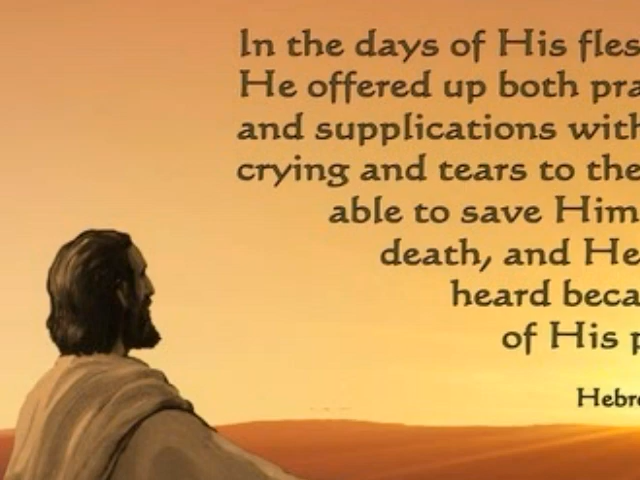 In the days of His fles
He offered up both pra
and supplications with
crying and tears to the
able to save Him
death, and He
heard beca
of His p
Hebre